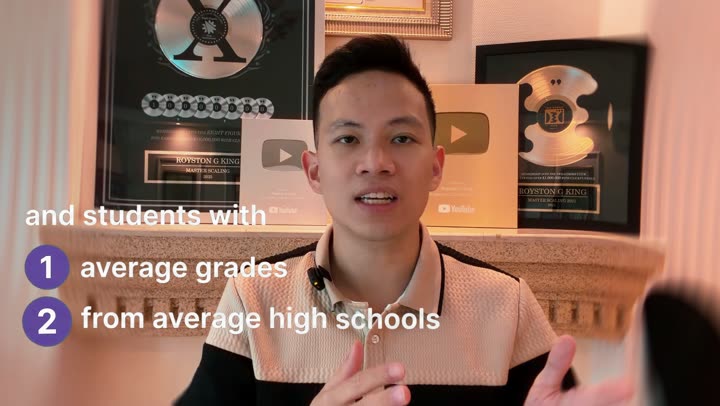 ROYSTON G KING
MASTER SCALING
YouTube
YouTube
ROYSTON G KING
MASTER SCALING
and students with
1 average grades
2 from average high schools